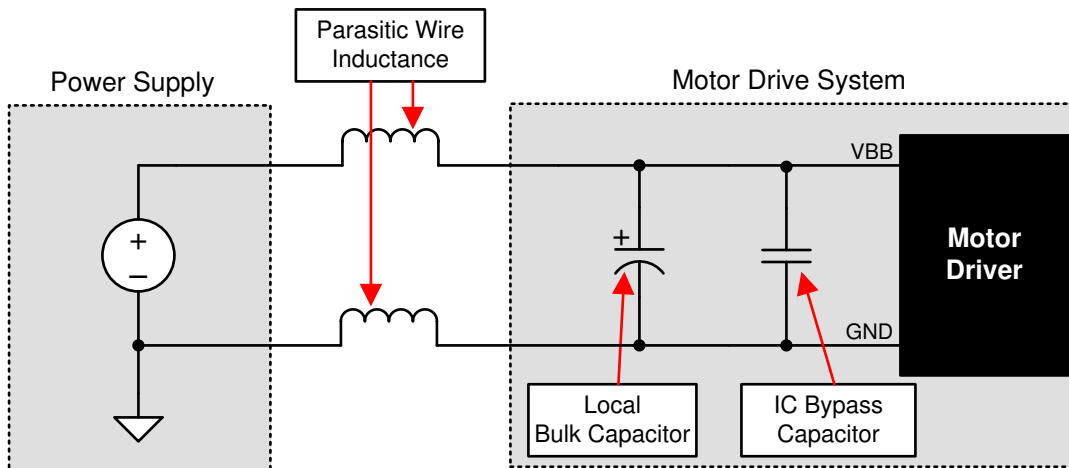 Parasitic Wire
Inductance
Power Supply
Motor Drive System
VBB
+
–
+
Motor
Driver
GND
Local
Bulk Capacitor
IC Bypass
Capacitor